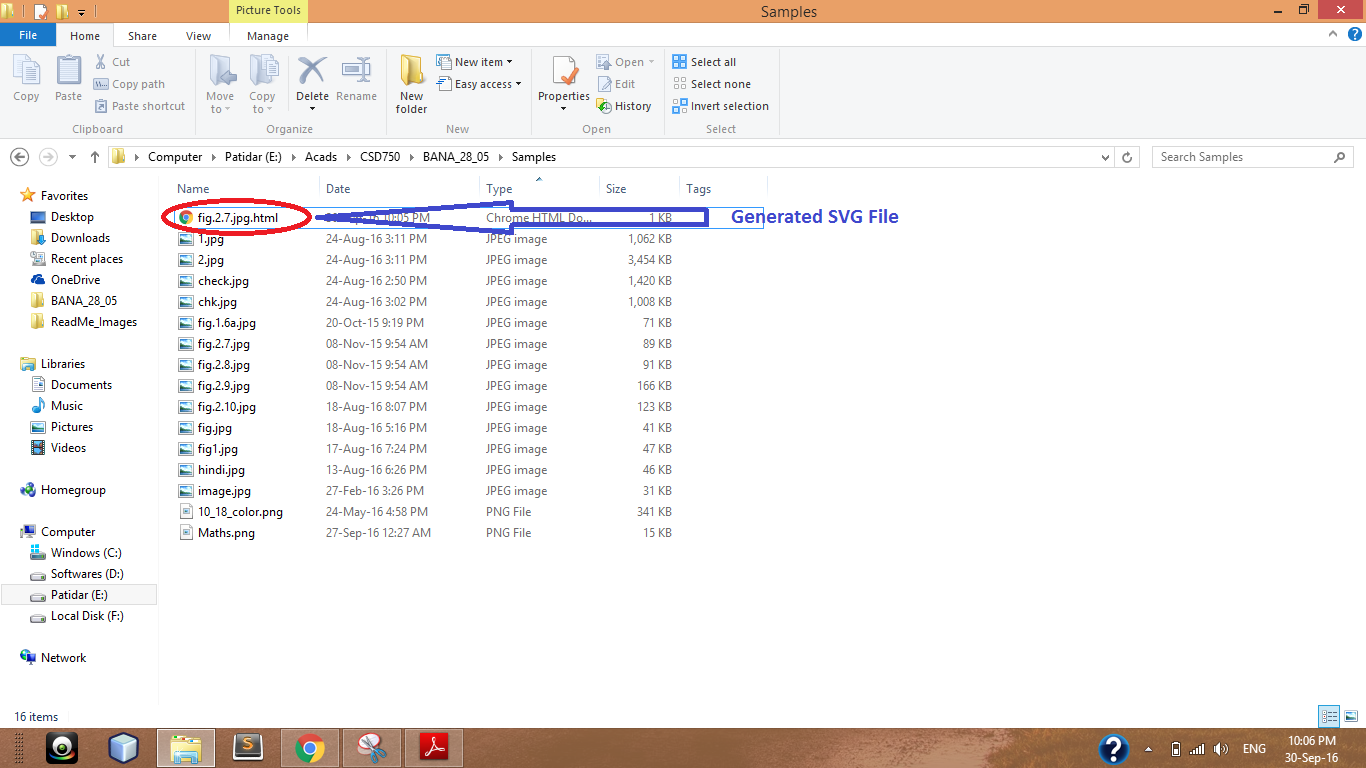 Picture Tools
Samples
File Home Share View Manage
Copy
Paste
Cut
Copy path
Paste shortcut
Clipboard
Move to
Copy to
Delete
Rename
Organize
New folder
New item
Easy access
New
Properties
Open
Edit
History
Open
Select all
Select none
Invert selection
Select
Computer Patidar (E:) Acads CSD750 BANA_28_05 Samples
Search Samples
Favorites
Desktop
Downloads
Recent places
OneDrive
BANA_28_05
ReadMe_Images
Libraries
Documents
Music
Pictures
Videos
Homegroup
Computer
Windows (C:)
Softwares (D:)
Patidar (E:)
Local Disk (F:)
Network
Name Date Type Size Tags
fig.2.7.jpg.html 10:05 PM Chrome HTML Do... 1 KB Generated SVG File
1.jpg 24-Aug-16 3:11 PM JPEG image 1,062 KB
2.jpg 24-Aug-16 3:11 PM JPEG image 3,454 KB
check.jpg 24-Aug-16 2:50 PM JPEG image 1,420 KB
chk.jpg 24-Aug-16 3:02 PM JPEG image 1,008 KB
fig.1.6a.jpg 20-Oct-15 9:19 PM JPEG image 71 KB
fig.2.7.jpg 08-Nov-15 9:54 AM JPEG image 89 KB
fig.2.8.jpg 08-Nov-15 9:54 AM JPEG image 91 KB
fig.2.9.jpg 08-Nov-15 9:54 AM JPEG image 166 KB
fig.2.10.jpg 18-Aug-16 8:07 PM JPEG image 123 KB
fig.jpg 18-Aug-16 5:16 PM JPEG image 41 KB
fig1.jpg 17-Aug-16 7:24 PM JPEG image 47 KB
hindi.jpg 13-Aug-16 6:26 PM JPEG image 46 KB
image.jpg 27-Feb-16 3:26 PM JPEG image 31 KB
10_18_color.png 24-May-16 4:58 PM PNG File 341 KB
Maths.png 27-Sep-16 12:27 AM PNG File 15 KB
16 items
ENG
10:06 PM
30-Sep-16